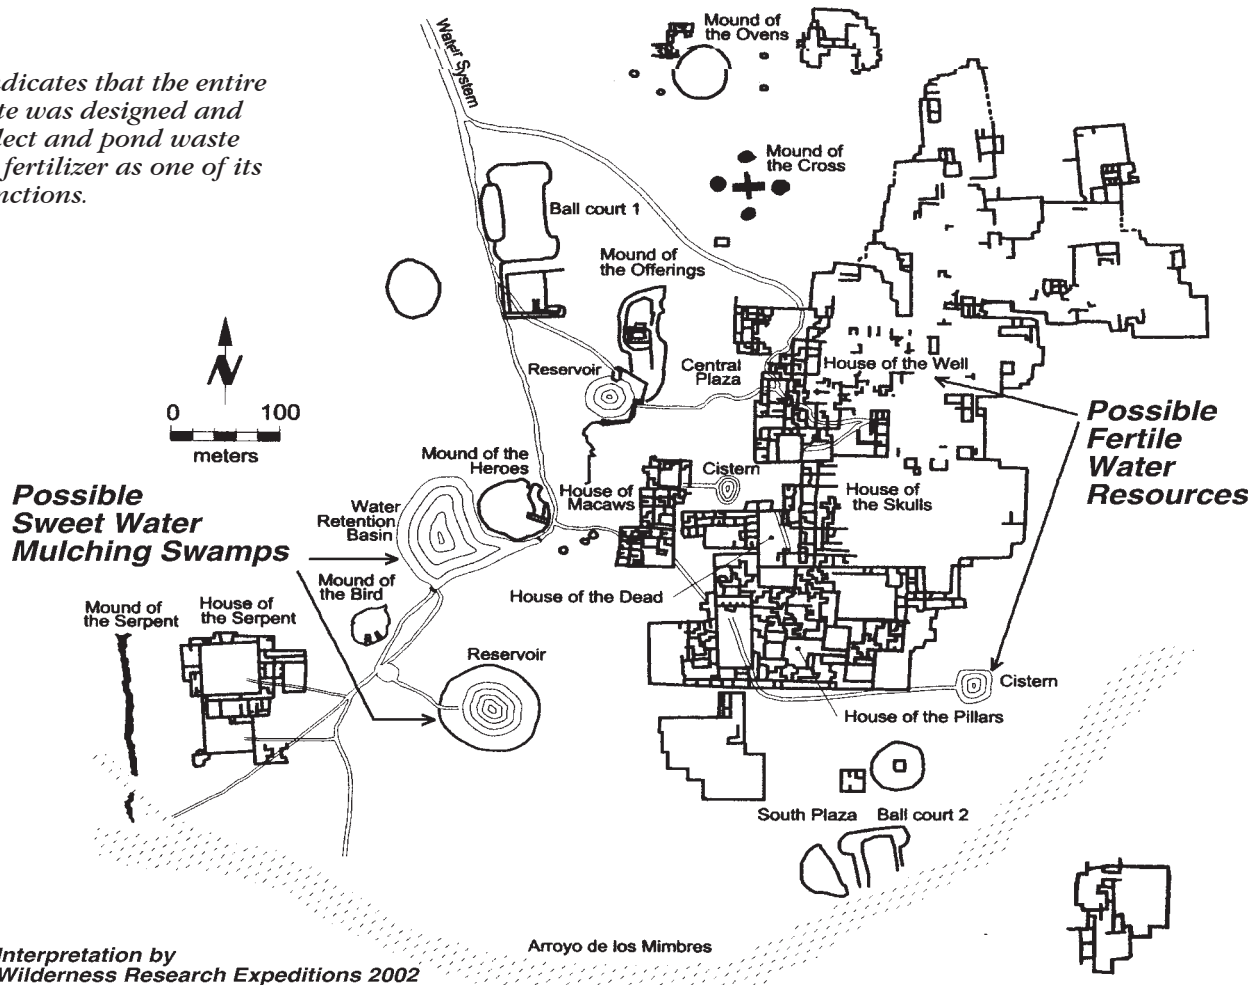 ndicates that the entire
te was designed and
lect and pond waste
fertilizer as one of its
nctions.
Water System
Mound of
the Ovens
Mound of
the Cross
Ball court 1
Mound of
the Offerings
Reservoir
Central
Plaza
House of the Well
N
0 100
meters
Possible
Fertile
Water
Resources
Mound of the
Heroes
Cistern
House of
Macaws
House of
the Skulls
Water
Retention
Basin
Possible
Sweet Water
Mulching Swamps
Mound of
the Bird
House of the Dead
Mound of
the Serpent
House of
the Serpent
Reservoir
Cistern
House of the Pillars
South Plaza
Ball court 2
Arroyo de los Mimbres
Interpretation by
Wilderness Research Expeditions 2002